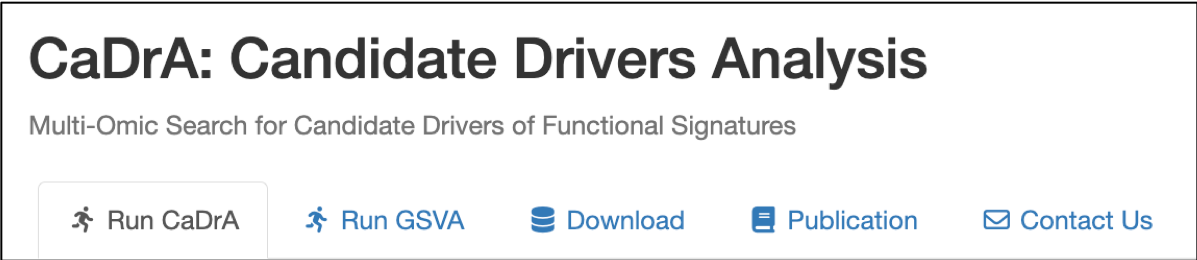 CaDrA: Candidate Drivers Analysis
Multi-Omic Search for Candidate Drivers of Functional Signatures
Run CaDrA Run GSVA Download Publication Contact Us